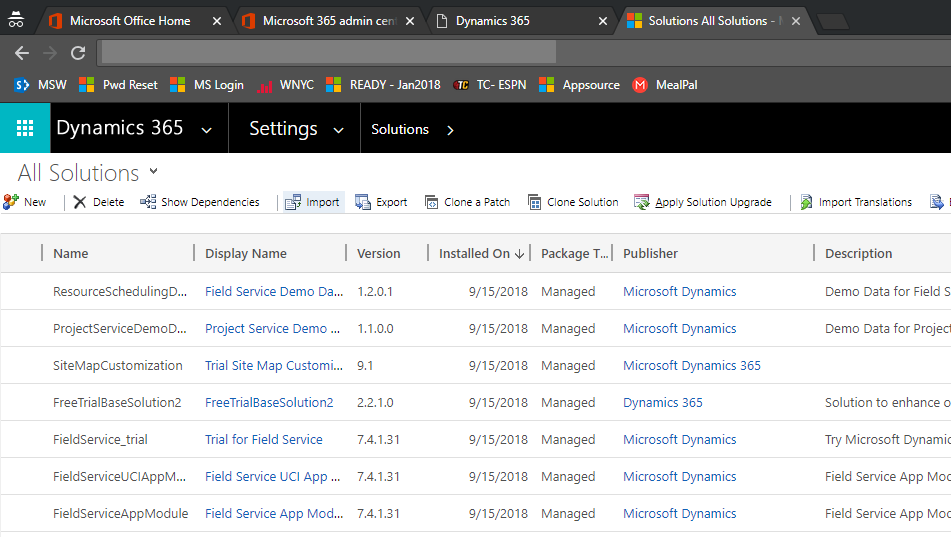 Microsoft Office Home × Microsoft 365 admin cen × Dynamics 365 × Solutions All Solutions - ×
MSW Pwd Reset MS Login WNYC READY - Jan2018 TC TC- ESPN Appsource M MealPal
Dynamics 365 Settings Solutions
All Solutions
New Delete Show Dependencies Import Export Clone a Patch Clone Solution Apply Solution Upgrade Import Translations
Name Display Name Version Installed On ↓ Package T... Publisher Description
ResourceSchedulingD... Field Service Demo Da... 1.2.0.1 9/15/2018 Managed Microsoft Dynamics Demo Data for Field S
ProjectServiceDemoD... Project Service Demo ... 1.1.0.0 9/15/2018 Managed Microsoft Dynamics Demo Data for Project
SiteMapCustomization Trial Site Map Customi... 9.1 9/15/2018 Managed Microsoft Dynamics 365
FreeTrialBaseSolution2 FreeTrialBaseSolution2 2.2.1.0 9/15/2018 Managed Dynamics 365 Solution to enhance o
FieldService_trial Trial for Field Service 7.4.1.31 9/15/2018 Managed Microsoft Dynamics Try Microsoft Dynamic
FieldServiceUCIAppM... Field Service UCI App ... 7.4.1.31 9/15/2018 Managed Microsoft Dynamics Field Service App Mod
FieldServiceAppModule Field Service App Mod... 7.4.1.31 9/15/2018 Managed Microsoft Dynamics Field Service App Mod